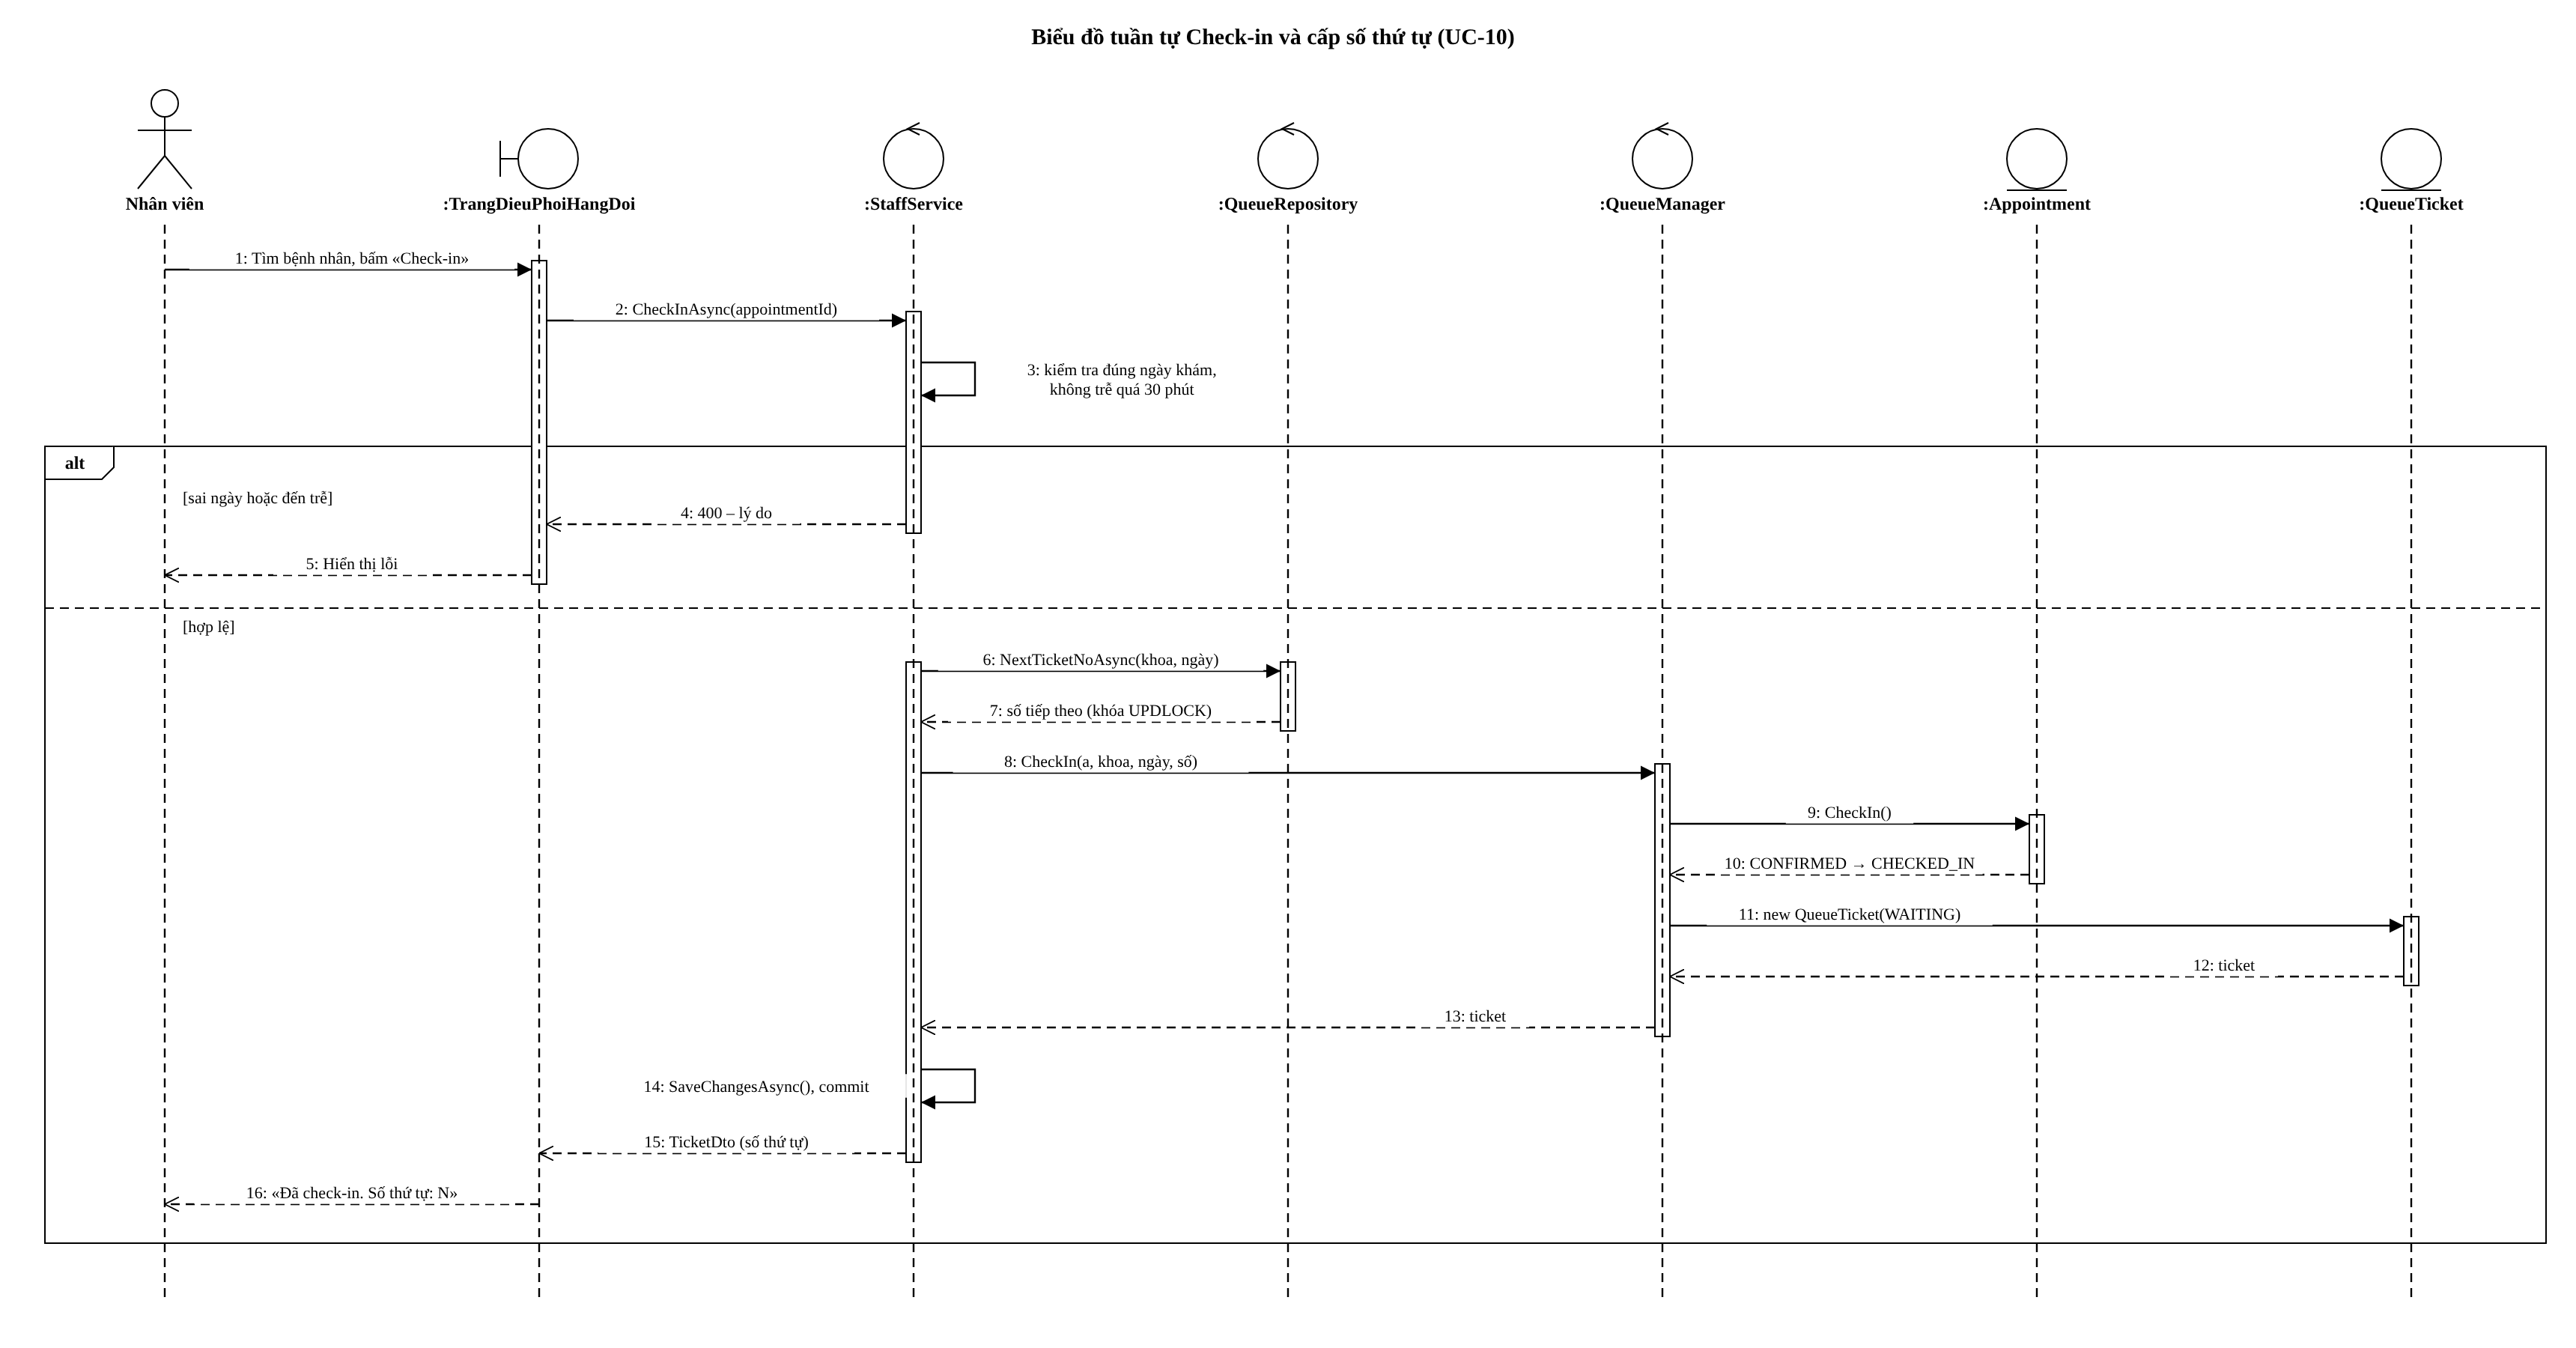 Biểu đồ tuần tự Check-in và cấp số thứ tự (UC-10)
Nhân viên
:TrangDieuPhoiHangDoi
:StaffService
:QueueRepository
:QueueManager
:Appointment
:QueueTicket
1: Tìm bệnh nhân, bấm «Check-in»
2: CheckInAsync(appointmentId)
3: kiểm tra đúng ngày khám,
không trễ quá 30 phút
alt
[sai ngày hoặc đến trễ]
4: 400 – lý do
5: Hiển thị lỗi
[hợp lệ]
6: NextTicketNoAsync(khoa, ngày)
7: số tiếp theo (khóa UPDLOCK)
8: CheckIn(a, khoa, ngày, số)
9: CheckIn()
10: CONFIRMED → CHECKED_IN
11: new QueueTicket(WAITING)
12: ticket
13: ticket
14: SaveChangesAsync(), commit
15: TicketDto (số thứ tự)
16: «Đã check-in. Số thứ tự: N»